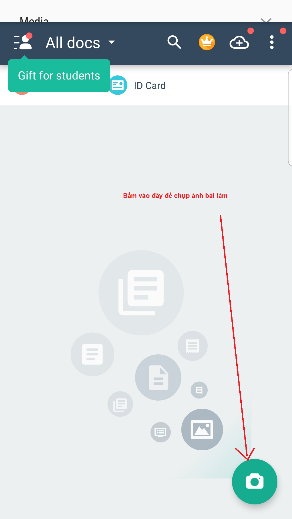 Media
All docs
Gift for students
ID Card
Bấm vào đây để chụp ảnh bài làm